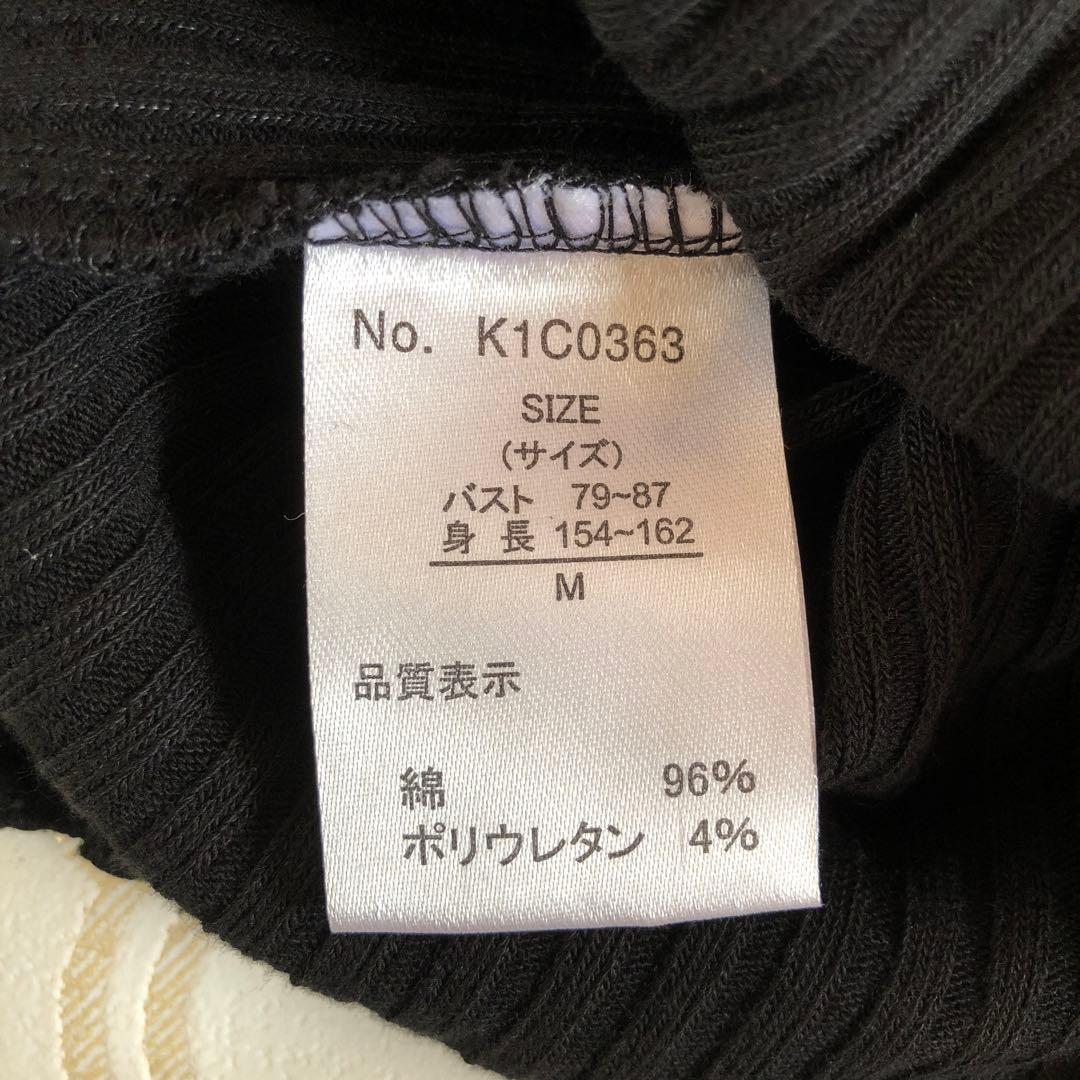 No. K1C0363
SIZE
(サイズ)
バスト 79~87
身 長 154~162
M
品質表示
綿 96%
ポリウレタン 4%